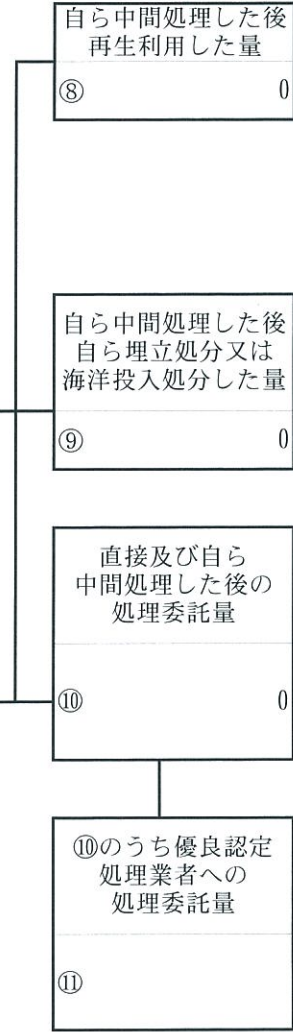 自ら中間処理した後
再生利用した量
⑧ 0
自ら中間処理した後
自ら埋立処分又は
海洋投入処分した量
⑨ 0
直接及び自ら
中間処理した後の
処理委託量
⑩ 0
⑩のうち優良認定
処理業者への
処理委託量
⑪